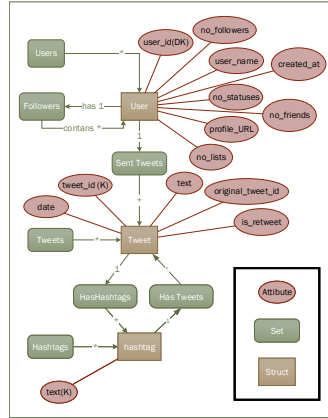 no_followers
user_id(DK)
Users
*
user_name
created_at
no_statuses
Followers
has 1
User
contans *
no_friends
profile_URL
1
no_lists
Sent Tweets
tweet_id (K)
text
*
original_tweet_id
date
is_retweet
Tweets
*
Tweet
1
Attibute
HasHashtags
Has Tweets
Set
*
Hashtags
*
hashtag
Struct
text(K)